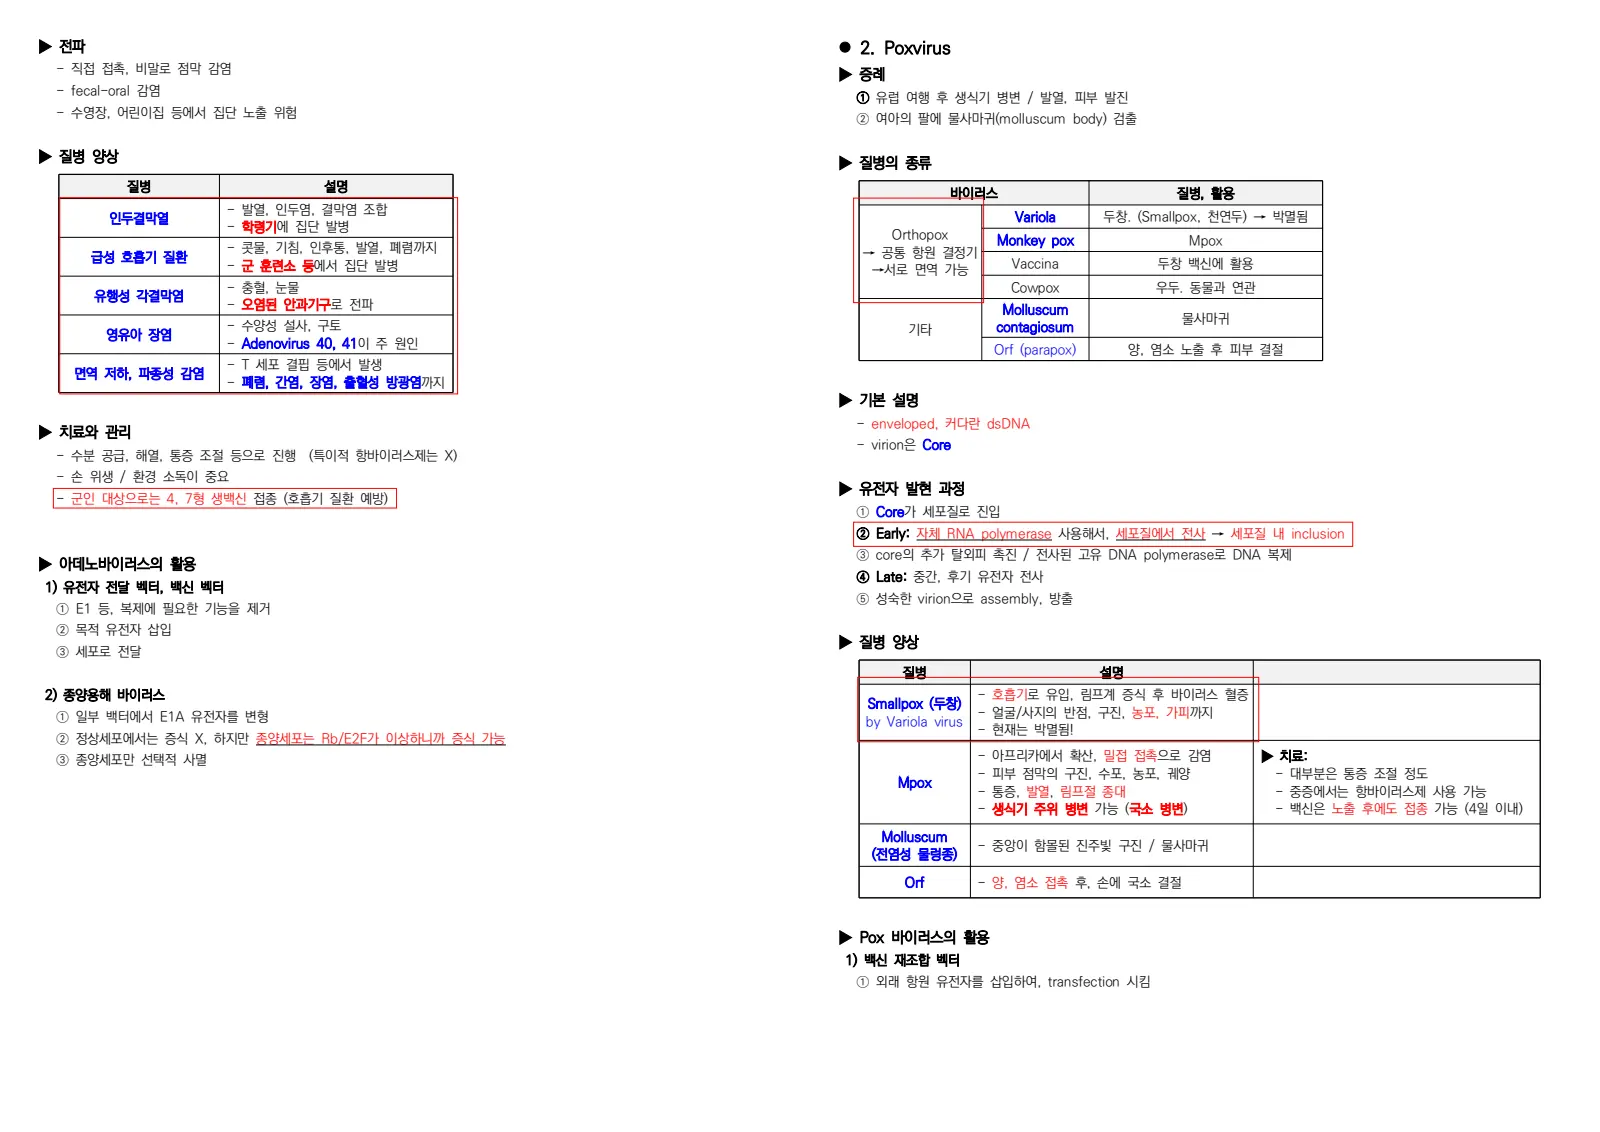 ▶ 전파
- 직접 접촉, 비말로 점막 감염
- fecal-oral 감염
- 수영장, 어린이집 등에서 집단 노출 위험
▶ 질병 양상
질병 설명
인두결막열
- 발열, 인두염, 결막염 조합
- 학령기에 집단 발병
급성 호흡기 질환
- 콧물, 기침, 인후통, 발열, 폐렴까지
- 군 훈련소 등에서 집단 발병
유행성 각결막염
- 충혈, 눈물
- 오염된 안과기구로 전파
영유아 장염
- 수양성 설사, 구토
- Adenovirus 40, 41이 주 원인
면역 저하, 파종성 감염
- T 세포 결핍 등에서 발생
- 폐렴, 간염, 장염, 출혈성 방광염까지
▶ 치료와 관리
- 수분 공급, 해열, 통증 조절 등으로 진행 (특이적 항바이러스제는 X)
- 손 위생 / 환경 소독이 중요
- 군인 대상으로는 4, 7형 생백신 접종 (호흡기 질환 예방)
▶ 아데노바이러스의 활용
1) 유전자 전달 벡터, 백신 벡터
① E1 등, 복제에 필요한 기능을 제거
② 목적 유전자 삽입
③ 세포로 전달
2) 종양용해 바이러스
① 일부 백터에서 E1A 유전자를 변형
② 정상세포에서는 증식 X, 하지만 종양세포는 Rb/E2F가 이상하니까 증식 가능
③ 종양세포만 선택적 사멸
● 2. Poxvirus
▶ 증례
① 유럽 여행 후 생식기 병변 / 발열, 피부 발진
② 여아의 팔에 물사마귀(molluscum body) 검출
▶ 질병의 종류
바이러스 질병, 활용
Orthopox
→ 공통 항원 결정기
→서로 면역 가능
Variola 두창. (Smallpox, 천연두) → 박멸됨
Monkey pox Mpox
Vaccina 두창 백신에 활용
Cowpox 우두. 동물과 연관
기타
Molluscum
contagiosum
물사마귀
Orf (parapox) 양, 염소 노출 후 피부 결절
▶ 기본 설명
- enveloped, 커다란 dsDNA
- virion은 Core
▶ 유전자 발현 과정
① Core가 세포질로 진입
② Early: 자체 RNA polymerase 사용해서, 세포질에서 전사 → 세포질 내 inclusion
③ core의 추가 탈외피 촉진 / 전사된 고유 DNA polymerase로 DNA 복제
④ Late: 중간, 후기 유전자 전사
⑤ 성숙한 virion으로 assembly, 방출
▶ 질병 양상
질병 설명
Smallpox (두창)
by Variola virus
- 호흡기로 유입, 림프계 증식 후 바이러스 혈증
- 얼굴/사지의 반점, 구진, 농포, 가피까지
- 현재는 박멸됨!
Mpox
- 아프리카에서 확산, 밀접 접촉으로 감염
- 피부 점막의 구진, 수포, 농포, 궤양
- 통증, 발열, 림프절 종대
- 생식기 주위 병변 가능 (국소 병변)
▶ 치료:
- 대부분은 통증 조절 정도
- 중증에서는 항바이러스제 사용 가능
- 백신은 노출 후에도 접종 가능 (4일 이내)
Molluscum
(전염성 물렁종)
- 중앙이 함몰된 진주빛 구진 / 물사마귀
Orf
- 양, 염소 접촉 후, 손에 국소 결절
▶ Pox 바이러스의 활용
1) 백신 재조합 벡터
① 외래 항원 유전자를 삽입하여, transfection 시킴